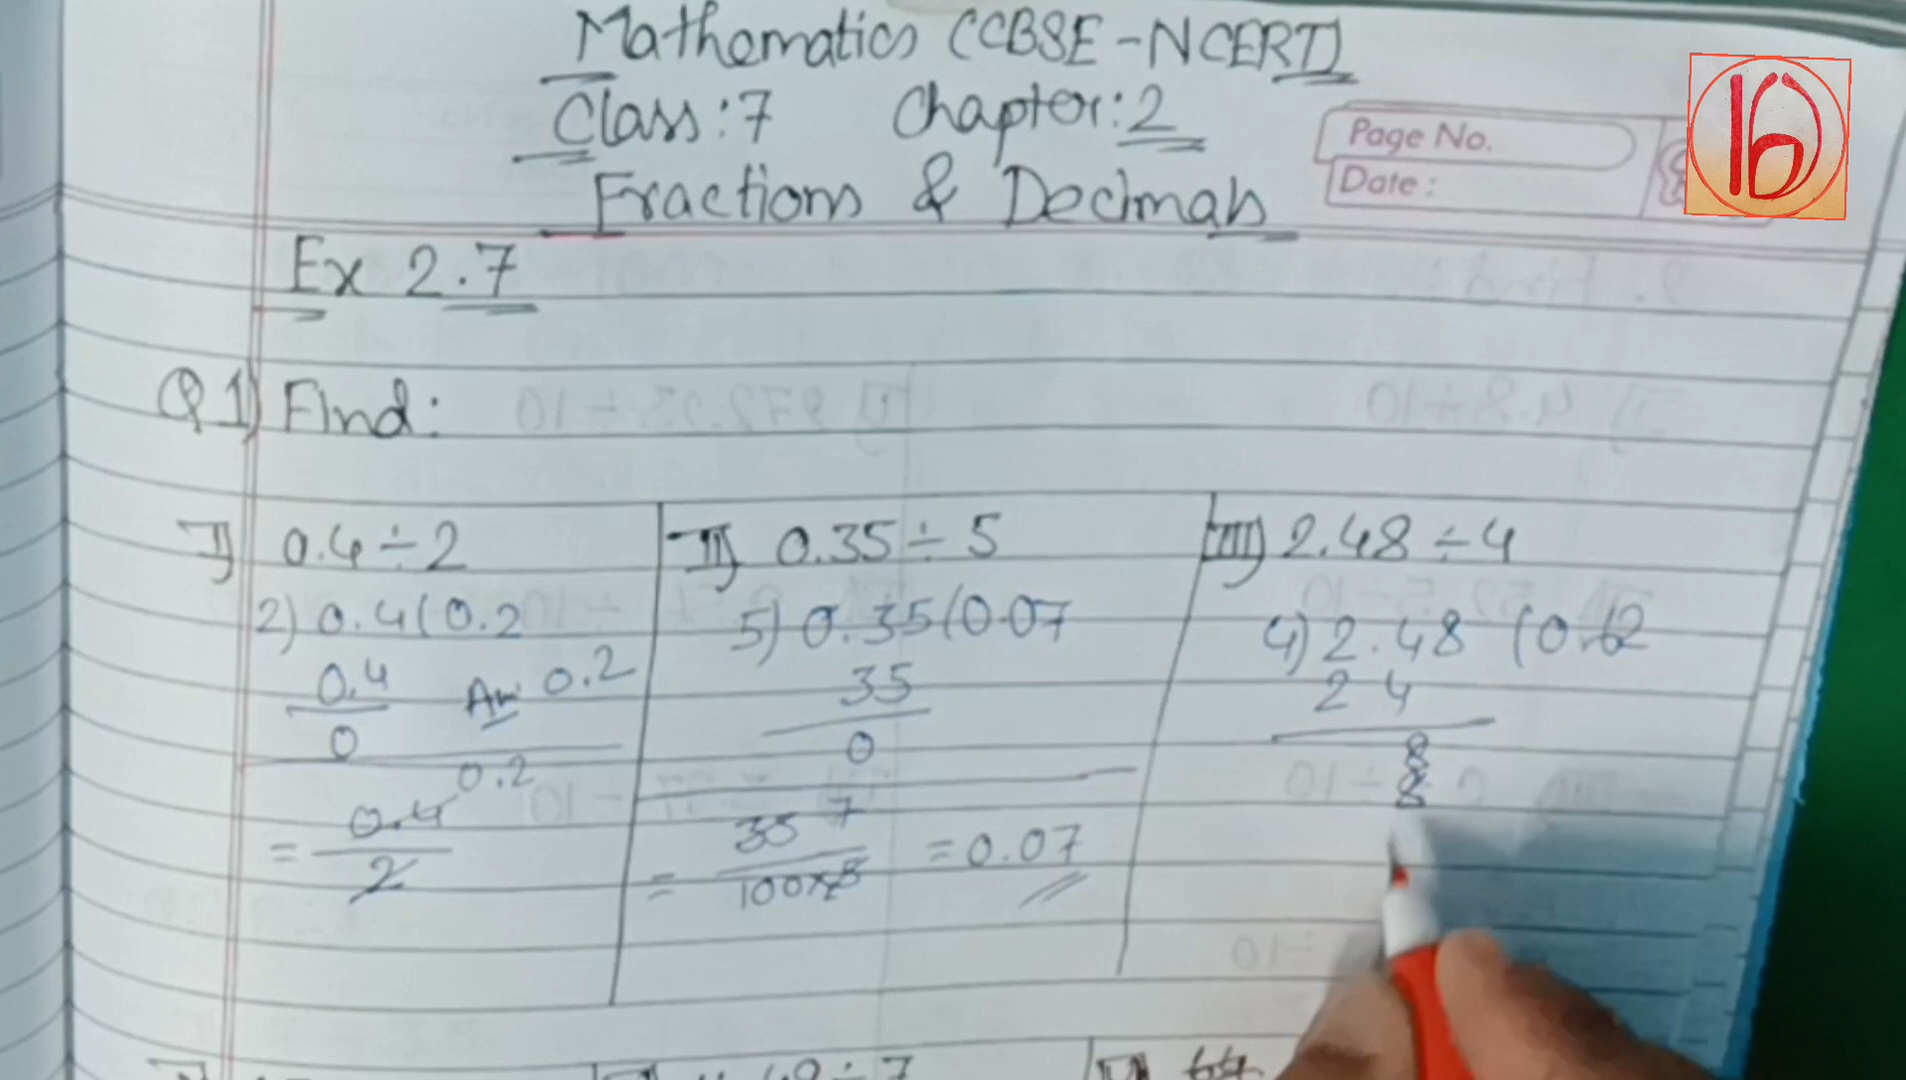 Mathematics (CBSE-NCERT)
Class:7 Chapter:2
Page No.
Date:
Fractions & Decimals
Ex 2.7
Q1) Find:
I) 0.4÷2
2) 0.4(0.2
0.4
0
Ans 0.2
0.2
= 0.4
2
II) 0.35÷5
5) 0.35(0.07
35
0
35 7
= 100×5 = 0.07
III) 2.48÷4
4) 2.48 (0.62
2 4
8
8